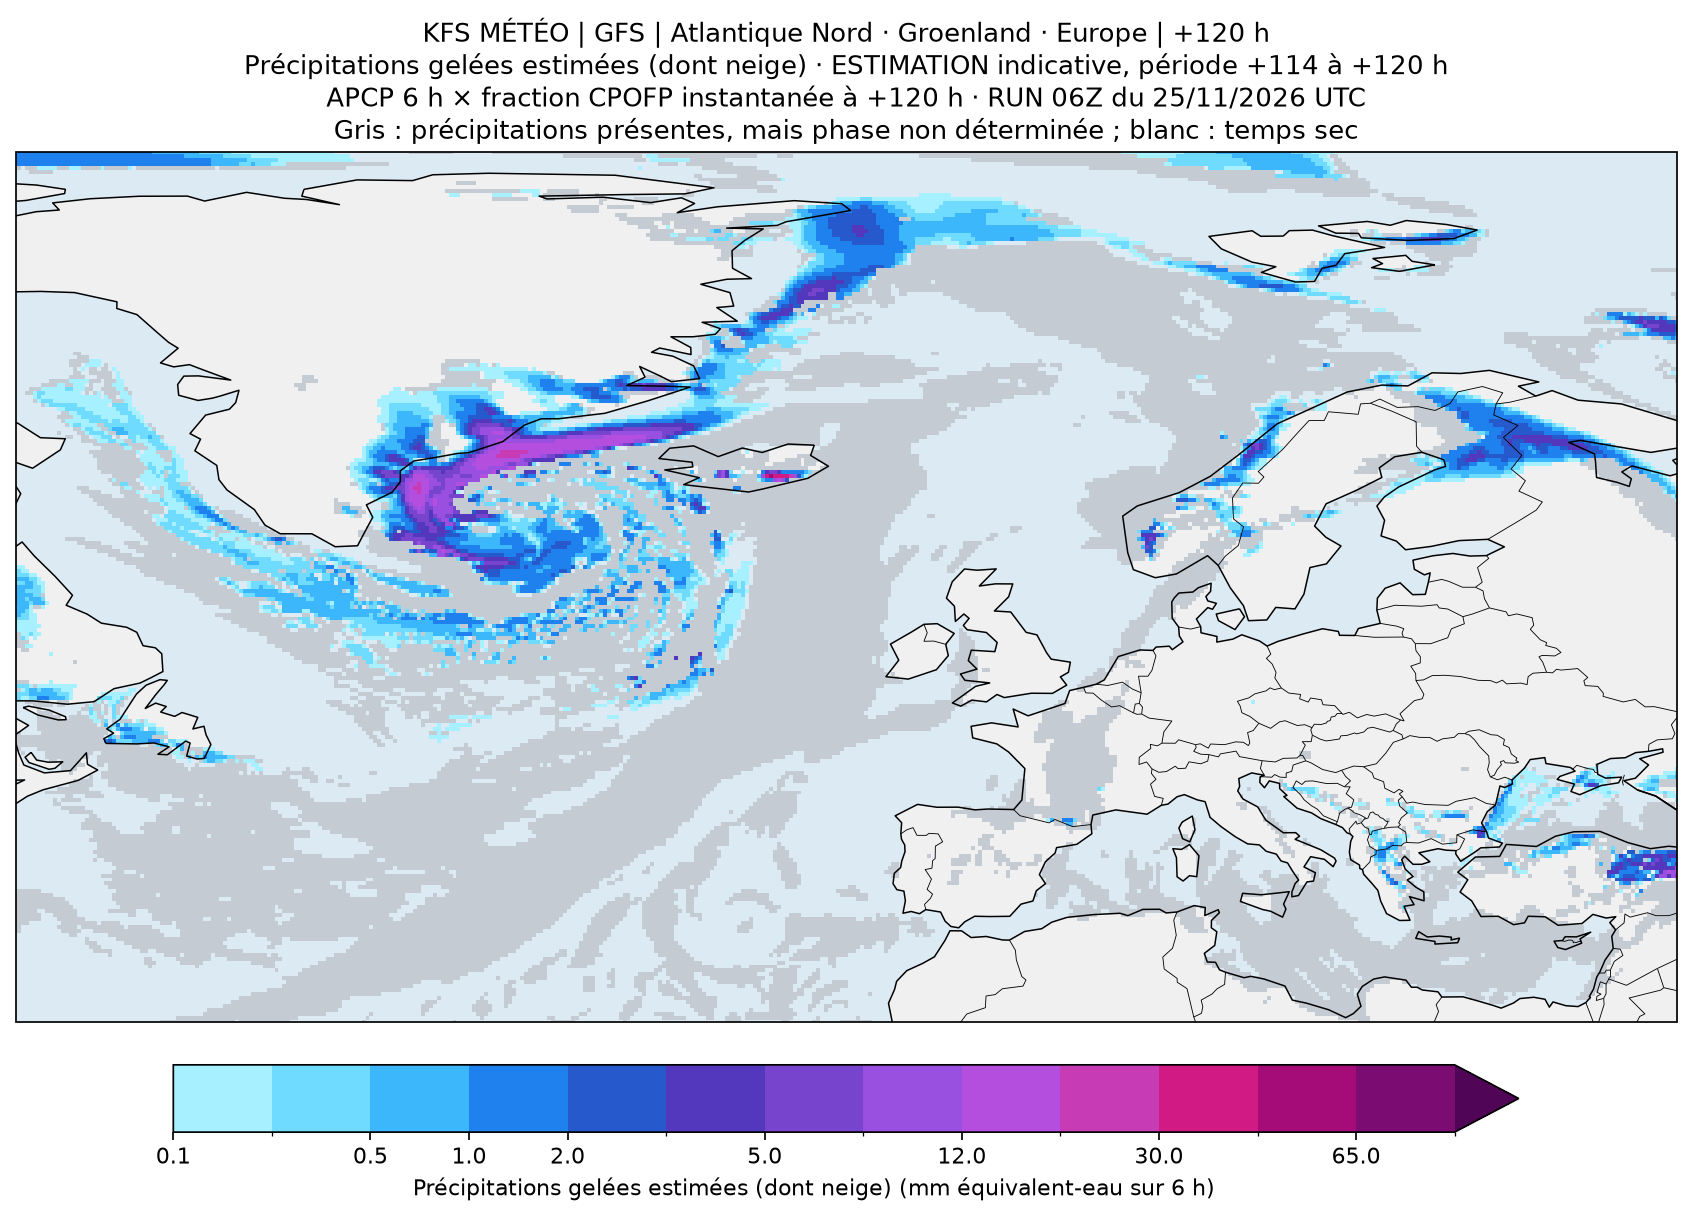 KFS MÉTÉO | GFS | Atlantique Nord · Groenland · Europe | +120 h
Précipitations gelées estimées (dont neige) · ESTIMATION indicative, période +114 à +120 h
APCP 6 h × fraction CPOFP instantanée à +120 h · RUN 06Z du 25/11/2026 UTC
Gris : précipitations présentes, mais phase non déterminée ; blanc : temps sec
0.1 0.5 1.0 2.0 5.0 12.0 30.0 65.0
Précipitations gelées estimées (dont neige) (mm équivalent-eau sur 6 h)